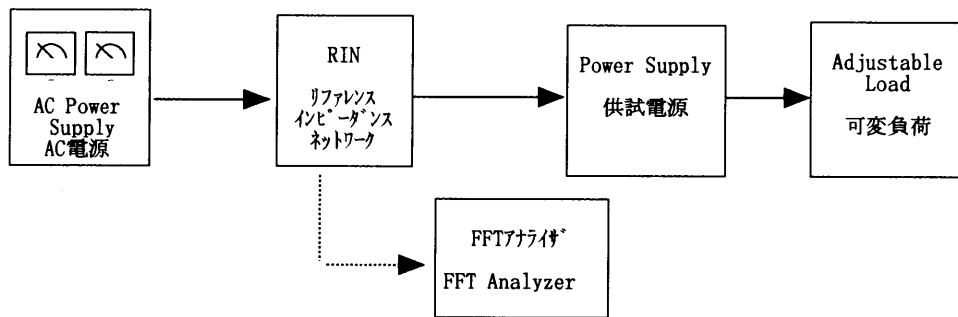 AC Power
Supply
AC電源
RIN
リファレンス
インピーダンス
ネットワーク
Power Supply
供試電源
Adjustable
Load
可変負荷
FFTアナライザ
FFT Analyzer